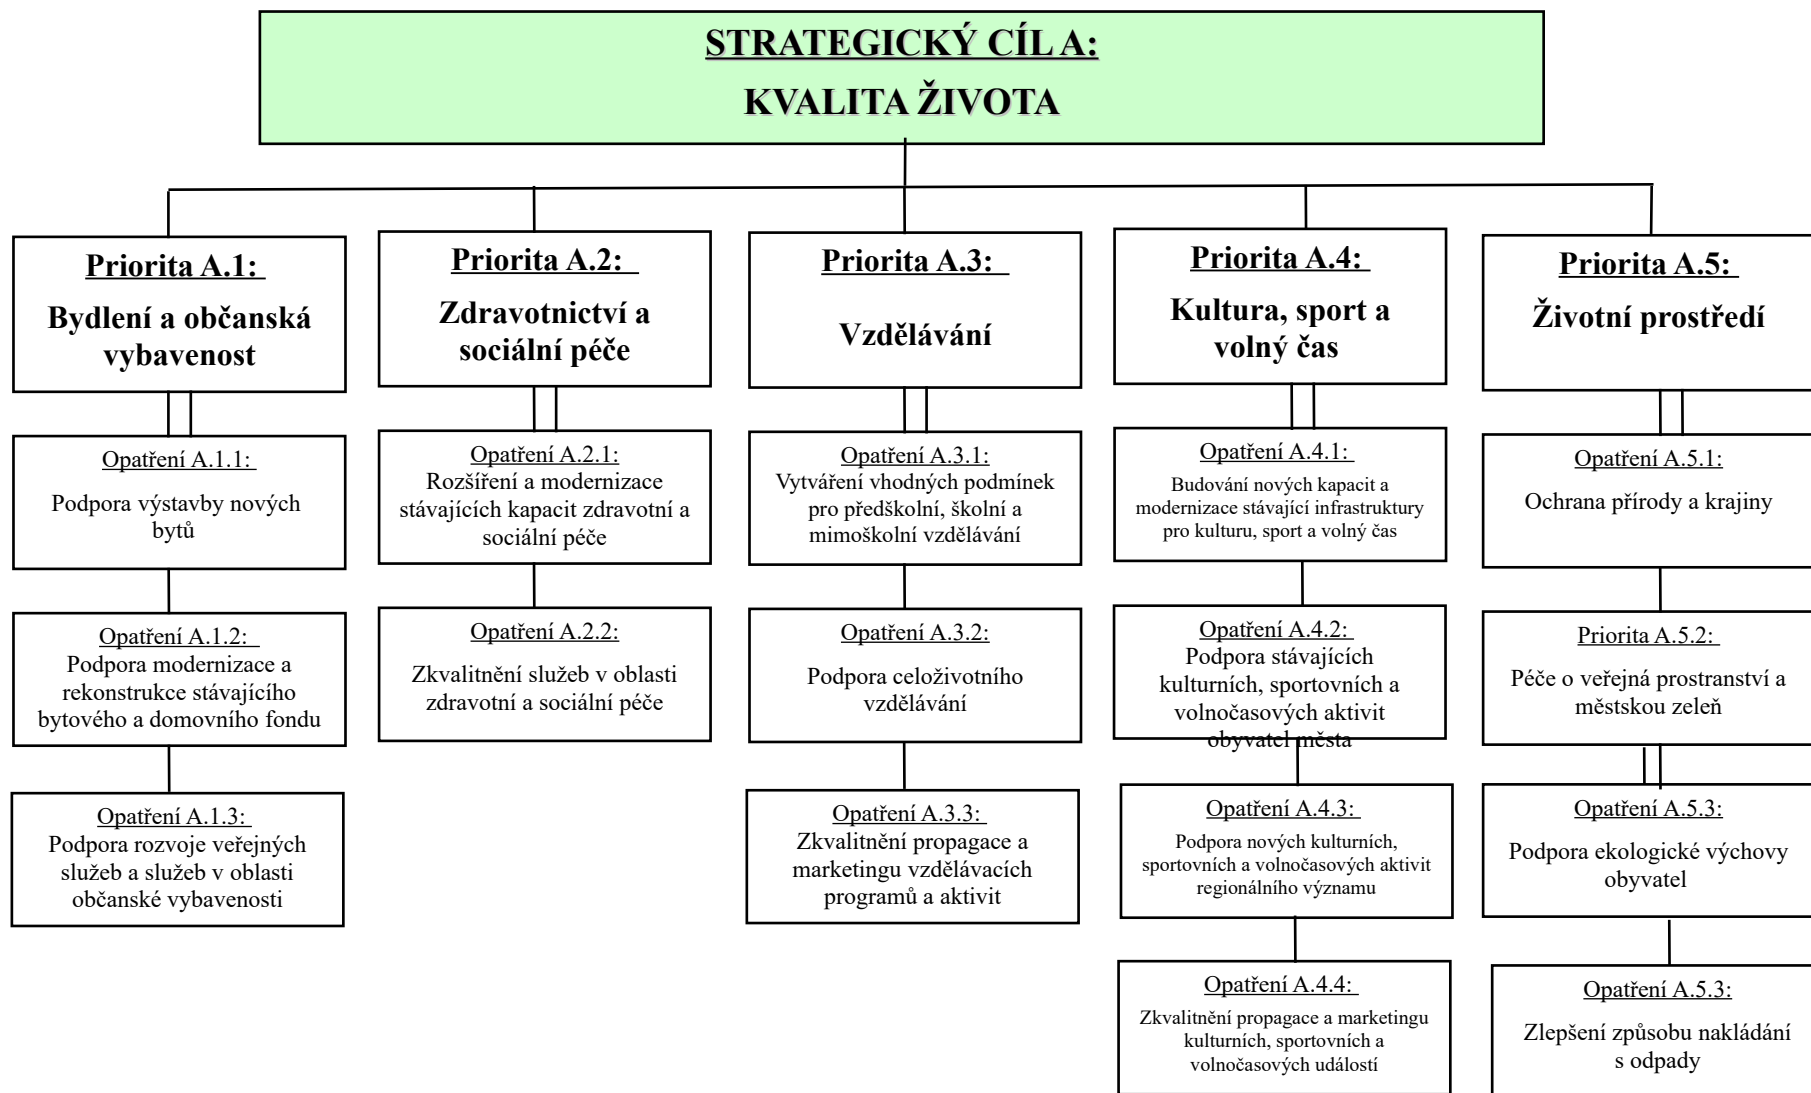 STRATEGICKÝ CÍL A:
KVALITA ŽIVOTA
Priorita A.1:
Bydlení a občanská
vybavenost
Opatření A.1.1:
Podpora výstavby nových
bytů
Opatření A.1.2:
Podpora modernizace a
rekonstrukce stávajícího
bytového a domovního fondu
Opatření A.1.3:
Podpora rozvoje veřejných
služeb a služeb v oblasti
občanské vybavenosti
Priorita A.2:
Zdravotnictví a
sociální péče
Opatření A.2.1:
Rozšíření a modernizace
stávajících kapacit zdravotní a
sociální péče
Opatření A.2.2:
Zkvalitnění služeb v oblasti
zdravotní a sociální péče
Priorita A.3:
Vzdělávání
Opatření A.3.1:
Vytváření vhodných podmínek
pro předškolní, školní a
mimoškolní vzdělávání
Opatření A.3.2:
Podpora celoživotního
vzdělávání
Opatření A.3.3:
Zkvalitnění propagace a
marketingu vzdělávacích
programů a aktivit
Priorita A.4:
Kultura, sport a
volný čas
Opatření A.4.1:
Budování nových kapacit a
modernizace stávající infrastruktury
pro kulturu, sport a volný čas
Opatření A.4.2:
Podpora stávajících
kulturních, sportovních a
volnočasových aktivit
obyvatel města
Opatření A.4.3:
Podpora nových kulturních,
sportovních a volnočasových aktivit
regionálního významu
Opatření A.4.4:
Zkvalitnění propagace a marketingu
kulturních, sportovních a
volnočasových událostí
Priorita A.5:
Životní prostředí
Opatření A.5.1:
Ochrana přírody a krajiny
Priorita A.5.2:
Péče o veřejná prostranství a
městskou zeleň
Opatření A.5.3:
Podpora ekologické výchovy
obyvatel
Opatření A.5.3:
Zlepšení způsobu nakládání
s odpady